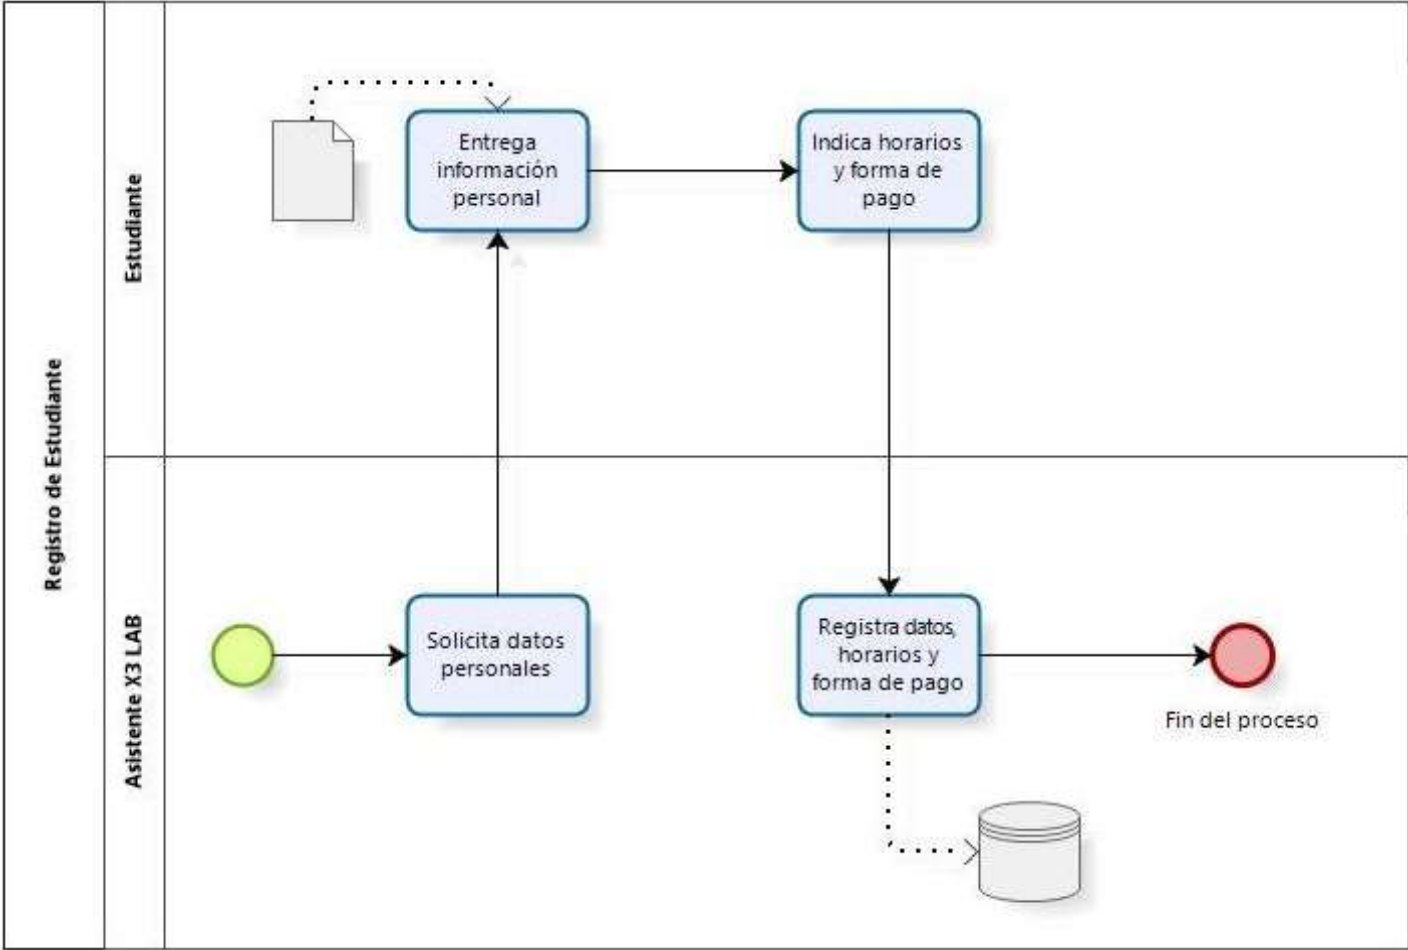 Registro de Estudiante
Estudiante
Entrega
información
personal
Indica horarios
y forma de
pago
Asistente X3 LAB
Solicita datos
personales
Registra datos,
horarios y
forma de pago
Fin del proceso